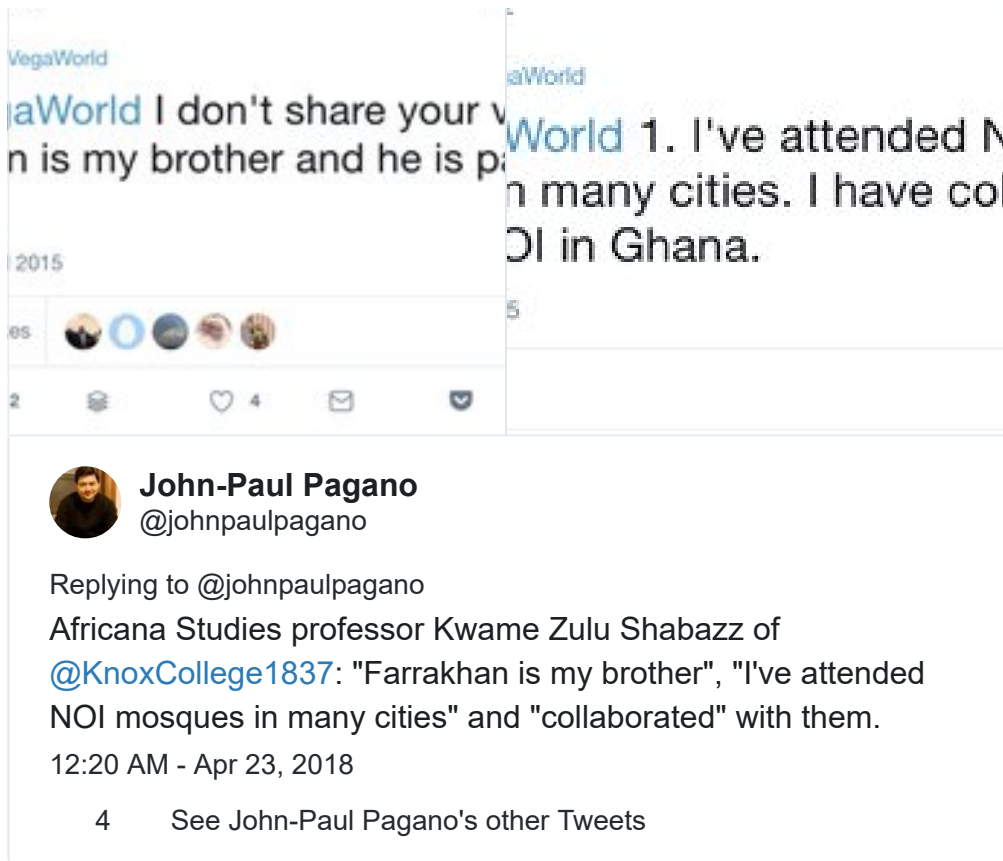 VegaWorld
aWorld I don't share your v
n is my brother and he is pa
2015
es
2
4
aWorld
World 1. I've attended N
n many cities. I have col
OI in Ghana.
5
John-Paul Pagano
@johnpaulpagano
Replying to @johnpaulpagano
Africana Studies professor Kwame Zulu Shabazz of
@KnoxCollege1837: "Farrakhan is my brother", "I've attended
NOI mosques in many cities" and "collaborated" with them.
12:20 AM - Apr 23, 2018
4 See John-Paul Pagano's other Tweets